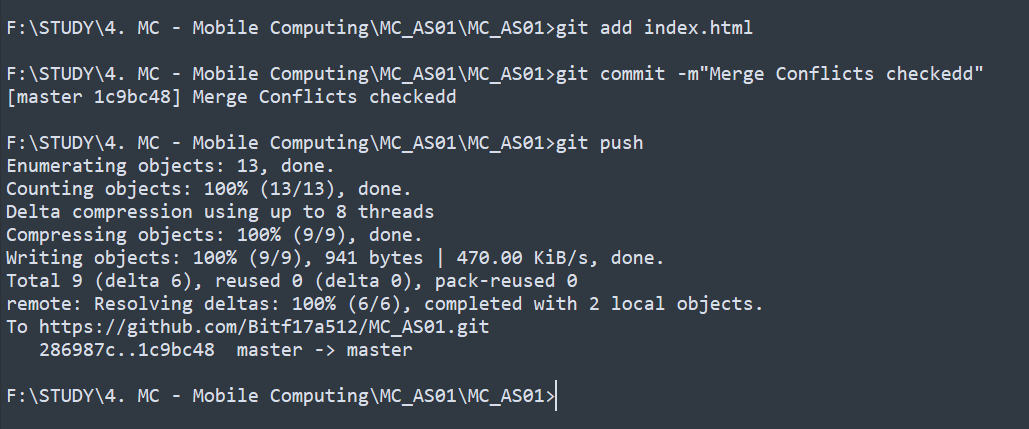 F:\STUDY\4. MC - Mobile Computing\MC_AS01\MC_AS01>git add index.html
F:\STUDY\4. MC - Mobile Computing\MC_AS01\MC_AS01>git commit -m"Merge Conflicts checkedd"
[master 1c9bc48] Merge Conflicts checkedd
F:\STUDY\4. MC - Mobile Computing\MC_AS01\MC_AS01>git push
Enumerating objects: 13, done.
Counting objects: 100% (13/13), done.
Delta compression using up to 8 threads
Compressing objects: 100% (9/9), done.
Writing objects: 100% (9/9), 941 bytes | 470.00 KiB/s, done.
Total 9 (delta 6), reused 0 (delta 0), pack-reused 0
remote: Resolving deltas: 100% (6/6), completed with 2 local objects.
To https://github.com/Bitf17a512/MC_AS01.git
   286987c..1c9bc48  master -> master
F:\STUDY\4. MC - Mobile Computing\MC_AS01\MC_AS01>